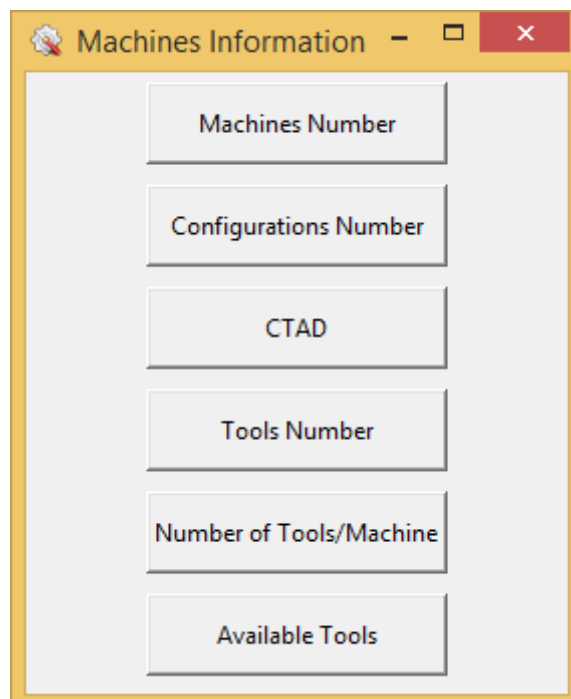 Machines Information
Machines Number
Configurations Number
CTAD
Tools Number
Number of Tools/Machine
Available Tools